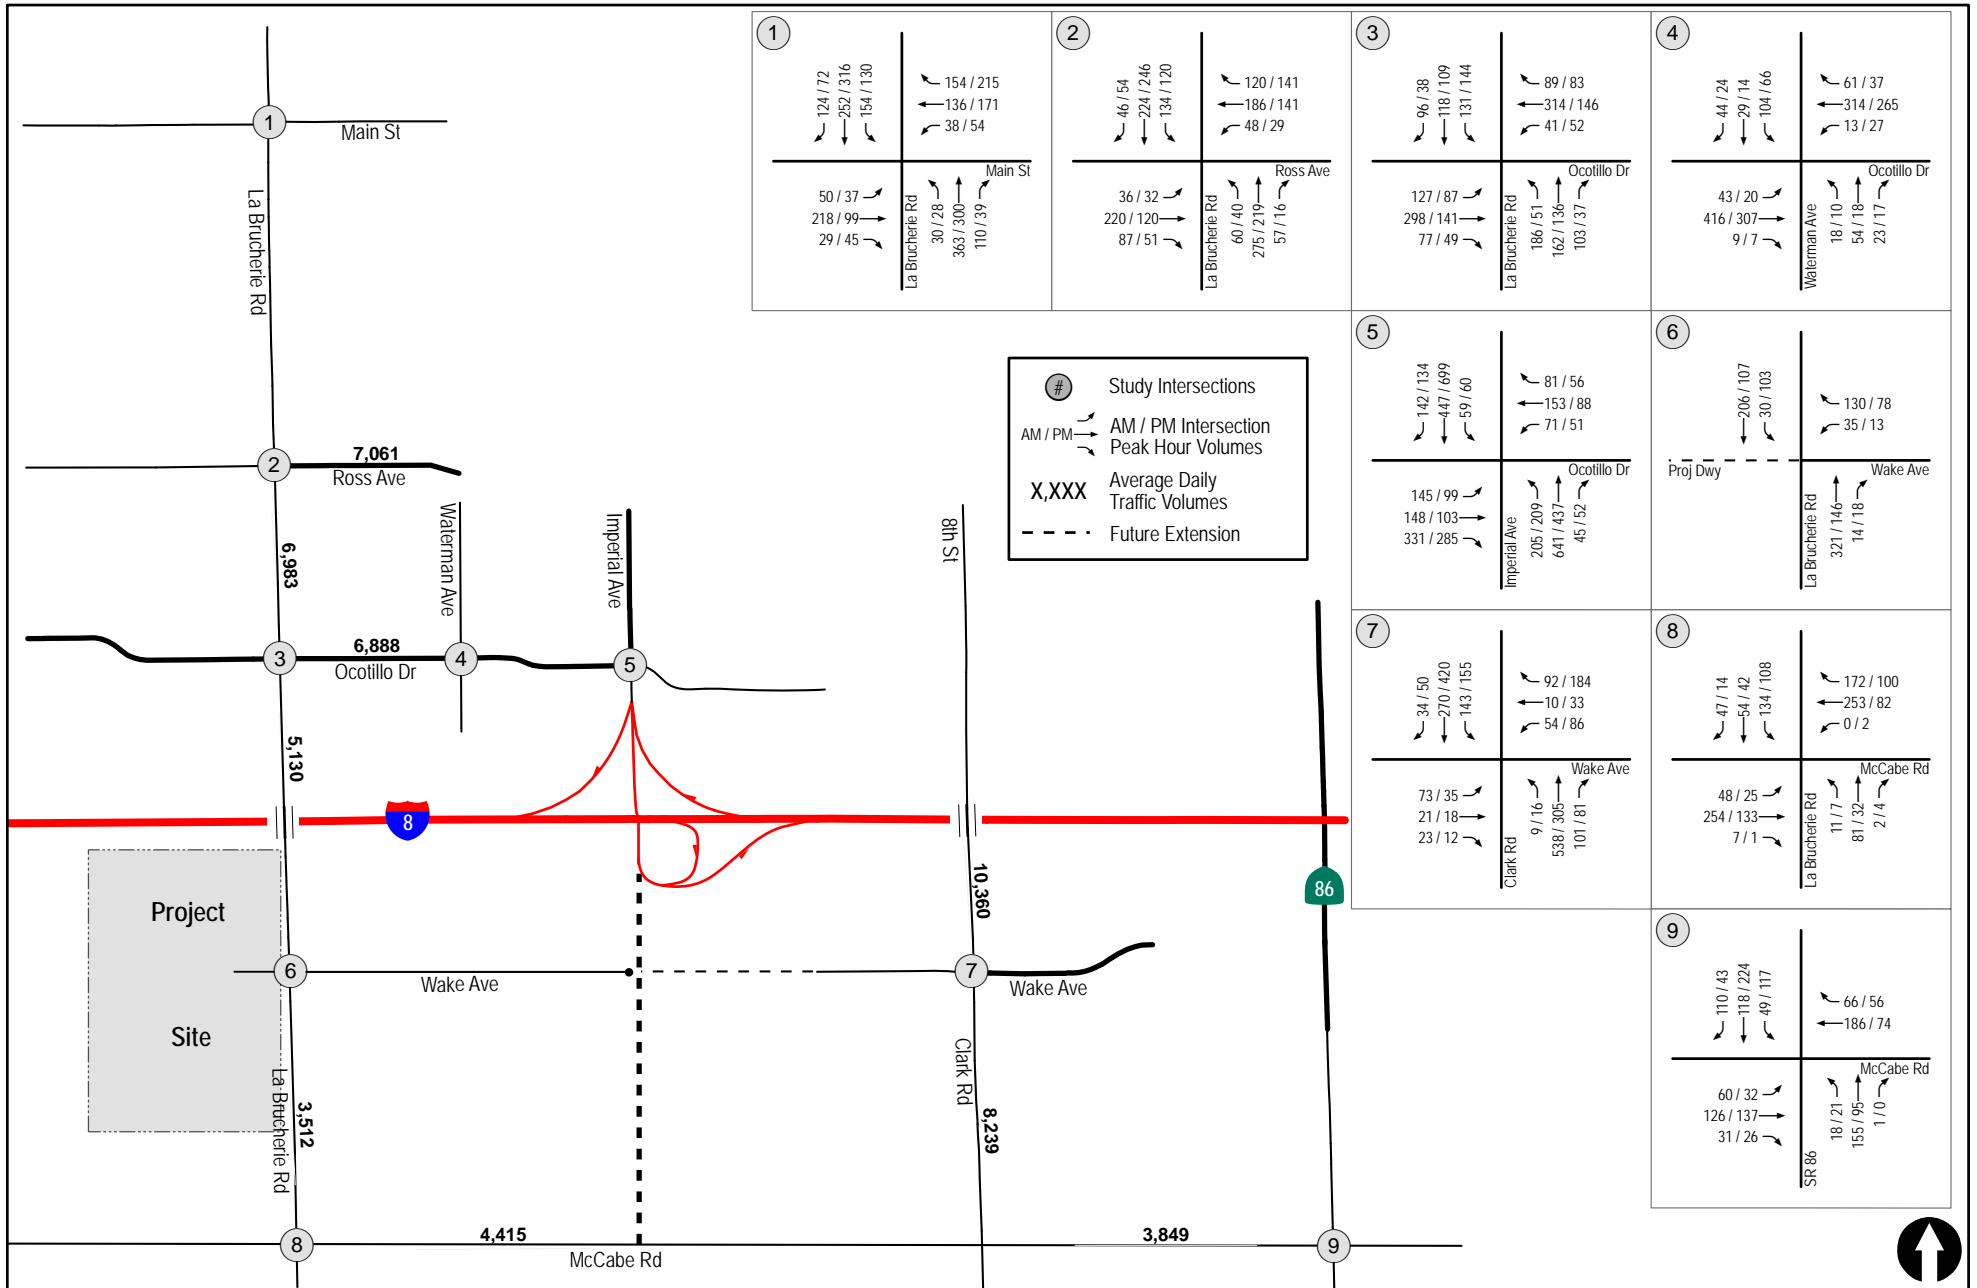 1
Main St
La Brucherie Rd
2
7,061
Ross Ave
6,983
Waterman Ave
Imperial Ave
8th St
3
6,888
Ocotillo Dr
4
5
5,130
8
10,360
86
Project
Site
6
Wake Ave
7
Wake Ave
La Brucherie Rd
3,512
Clark Rd
8,239
8
4,415
McCabe Rd
3,849
9
# Study Intersections
AM / PM AM / PM Intersection
Peak Hour Volumes
X,XXX Average Daily
Traffic Volumes
Future Extension
1
124 / 72
252 / 316
154 / 130
154 / 215
136 / 171
38 / 54
Main St
50 / 37
218 / 99
29 / 45
La Brucherie Rd
30 / 28
363 / 300
110 / 39
2
46 / 54
224 / 246
134 / 120
120 / 141
186 / 141
48 / 29
Ross Ave
36 / 32
220 / 120
87 / 51
La Brucherie Rd
60 / 40
275 / 219
57 / 16
3
96 / 38
118 / 109
131 / 144
89 / 83
314 / 146
41 / 52
Ocotillo Dr
127 / 87
298 / 141
77 / 49
La Brucherie Rd
186 / 51
162 / 136
103 / 37
4
44 / 24
29 / 14
104 / 66
61 / 37
314 / 265
13 / 27
Ocotillo Dr
43 / 20
416 / 307
9 / 7
Waterman Ave
18 / 10
54 / 18
23 / 17
5
142 / 134
447 / 699
59 / 60
81 / 56
153 / 88
71 / 51
Ocotillo Dr
145 / 99
148 / 103
331 / 285
Imperial Ave
205 / 209
641 / 437
45 / 52
6
206 / 107
30 / 103
130 / 78
35 / 13
Proj Dwy
Wake Ave
La Brucherie Rd
321 / 146
14 / 18
7
34 / 50
270 / 420
143 / 155
92 / 184
10 / 33
54 / 86
Wake Ave
73 / 35
21 / 18
23 / 12
Clark Rd
9 / 16
538 / 305
101 / 81
8
47 / 14
54 / 42
134 / 108
172 / 100
253 / 82
0 / 2
McCabe Rd
48 / 25
254 / 133
7 / 1
La Brucherie Rd
11 / 7
81 / 32
2 / 4
9
110 / 43
118 / 224
49 / 117
66 / 56
186 / 74
McCabe Rd
60 / 32
126 / 137
31 / 26
SR 86
18 / 21
155 / 95
1 / 0